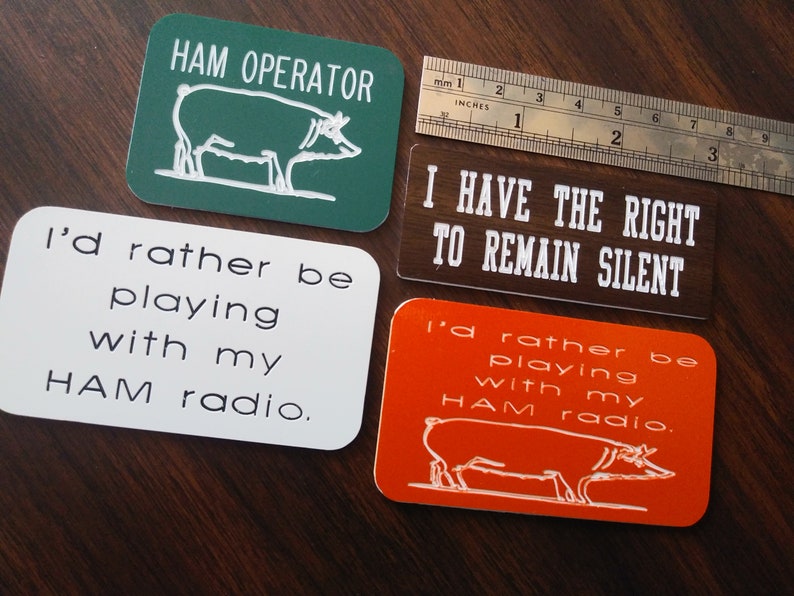 HAM OPERATOR
mm 1 2 3 4 5 6 7 8 9
INCHES 1 2 3
32
I HAVE THE RIGHT
TO REMAIN SILENT
I'd rather be
playing
with my
HAM radio.
I'd rather be
playing
with my
HAM radio.